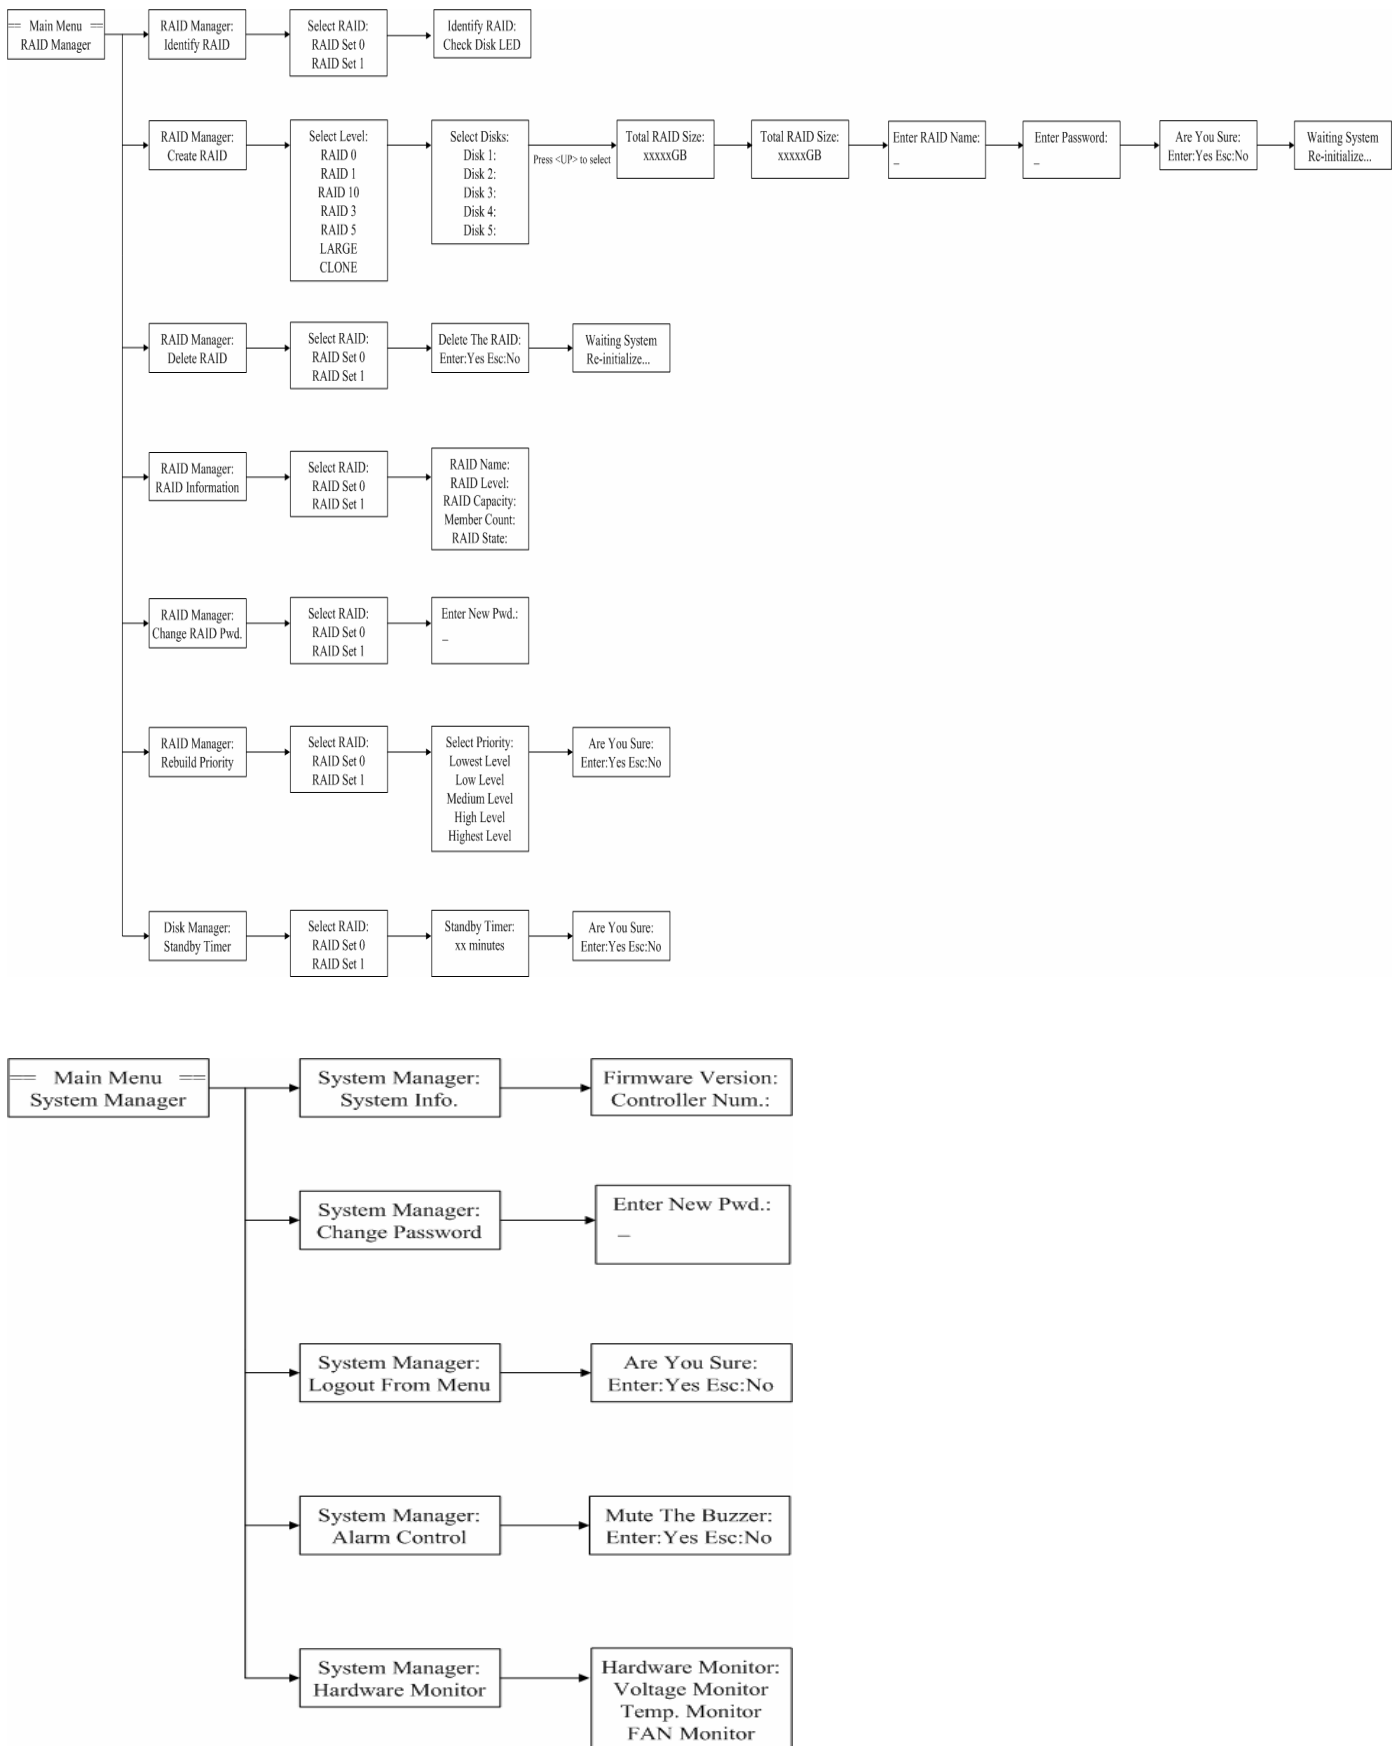 == Main Menu ==
RAID Manager
RAID Manager:
Identify RAID
Select RAID:
RAID Set 0
RAID Set 1
Identify RAID:
Check Disk LED
RAID Manager:
Create RAID
Select Level:
RAID 0
RAID 1
RAID 10
RAID 3
RAID 5
LARGE
CLONE
Select Disks:
Disk 1:
Disk 2:
Disk 3:
Disk 4:
Disk 5:
Press <UP> to select
Total RAID Size:
xxxxxGB
Total RAID Size:
xxxxxGB
Enter RAID Name:
_
Enter Password:
_
Are You Sure:
Enter:Yes Esc:No
Waiting System
Re-initialize...
RAID Manager:
Delete RAID
Select RAID:
RAID Set 0
RAID Set 1
Delete The RAID:
Enter:Yes Esc:No
Waiting System
Re-initialize...
RAID Manager:
RAID Information
Select RAID:
RAID Set 0
RAID Set 1
RAID Name:
RAID Level:
RAID Capacity:
Member Count:
RAID State:
RAID Manager:
Change RAID Pwd.
Select RAID:
RAID Set 0
RAID Set 1
Enter New Pwd.:
_
RAID Manager:
Rebuild Priority
Select RAID:
RAID Set 0
RAID Set 1
Select Priority:
Lowest Level
Low Level
Medium Level
High Level
Highest Level
Are You Sure:
Enter:Yes Esc:No
Disk Manager:
Standby Timer
Select RAID:
RAID Set 0
RAID Set 1
Standby Timer:
xx minutes
Are You Sure:
Enter:Yes Esc:No
== Main Menu ==
System Manager
System Manager:
System Info.
Firmware Version:
Controller Num.:
System Manager:
Change Password
Enter New Pwd.:
_
System Manager:
Logout From Menu
Are You Sure:
Enter:Yes Esc:No
System Manager:
Alarm Control
Mute The Buzzer:
Enter:Yes Esc:No
System Manager:
Hardware Monitor
Hardware Monitor:
Voltage Monitor
Temp. Monitor
FAN Monitor